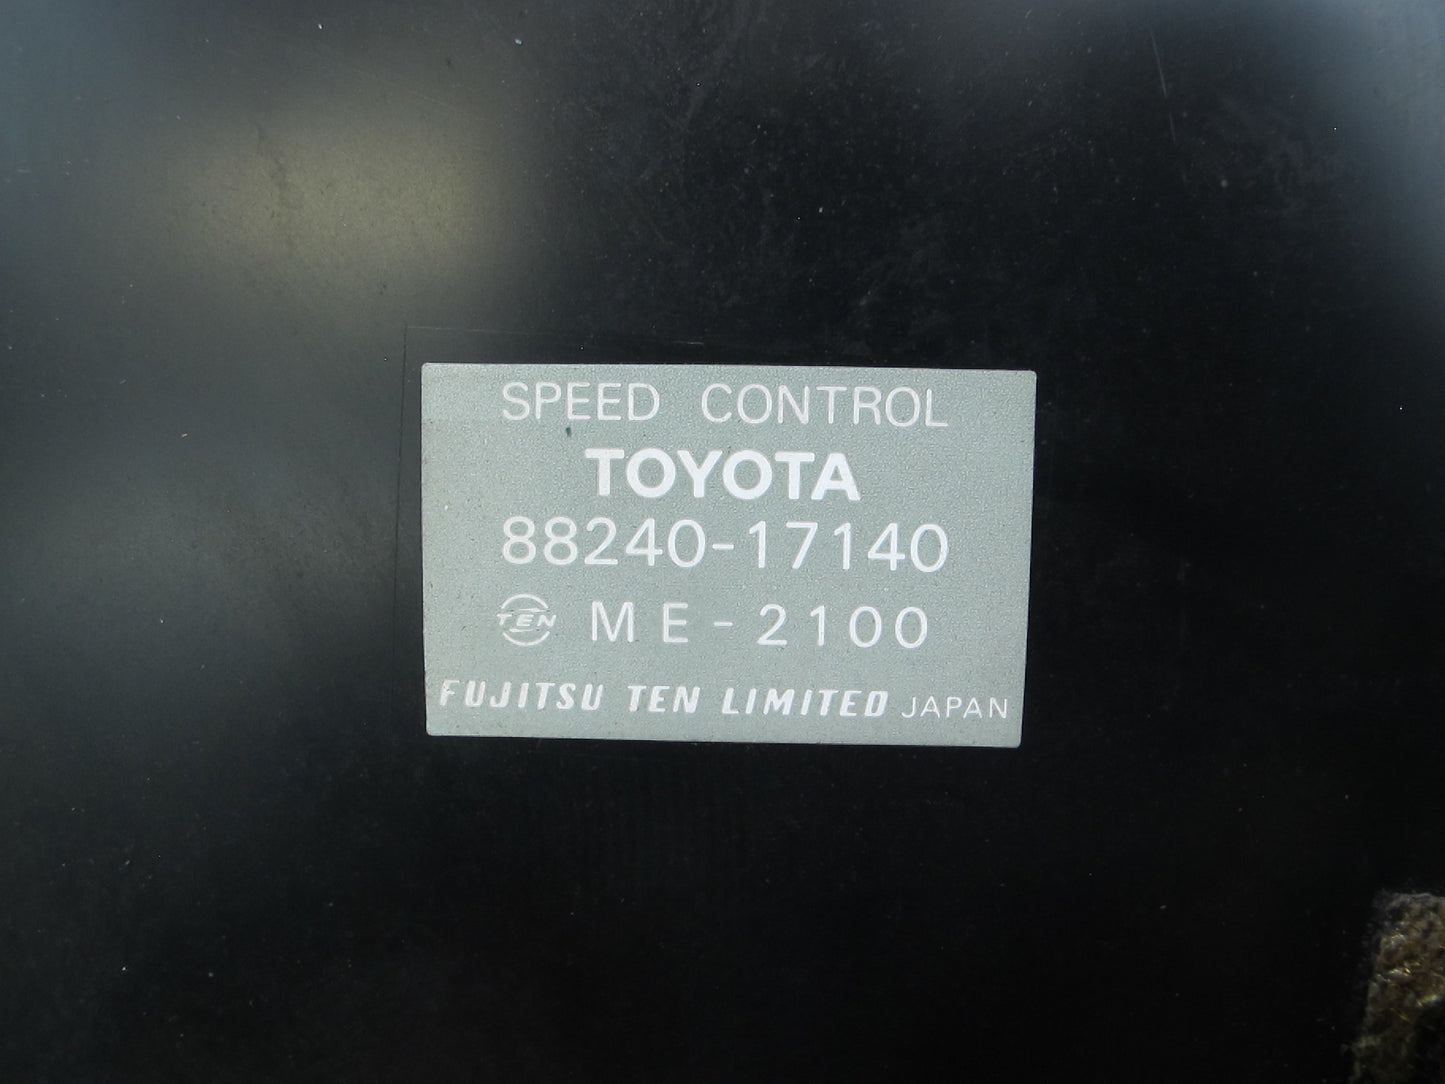 SPEED CONTROL
TOYOTA
88240-17140
TEN ME-2100
FUJITSU TEN LIMITED JAPAN